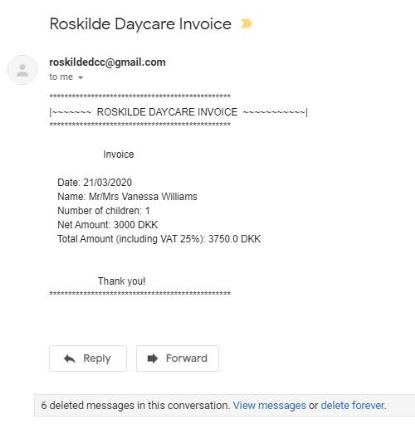 Roskilde Daycare Invoice
roskildedcc@gmail.com
to me
************************************************
|~~~~~~~ ROSKILDE DAYCARE INVOICE ~~~~~~~~~~~|
************************************************
Invoice
Date: 21/03/2020
Name: Mr/Mrs Vanessa Williams
Number of children: 1
Net Amount: 3000 DKK
Total Amount (including VAT 25%): 3750.0 DKK
Thank you!
************************************************
Reply Forward
6 deleted messages in this conversation. View messages or delete forever.